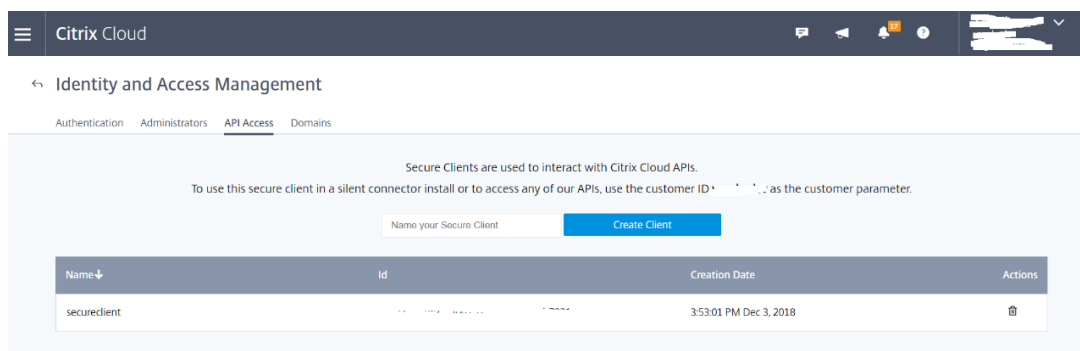 Citrix Cloud
17
Identity and Access Management
Authentication Administrators API Access Domains
Secure Clients are used to interact with Citrix Cloud APIs.
To use this secure client in a silent connector install or to access any of our APIs, use the customer ID as the customer parameter.
Name your Secure Client Create Client
Name Id Creation Date Actions
secureclient 3:53:01 PM Dec 3, 2018